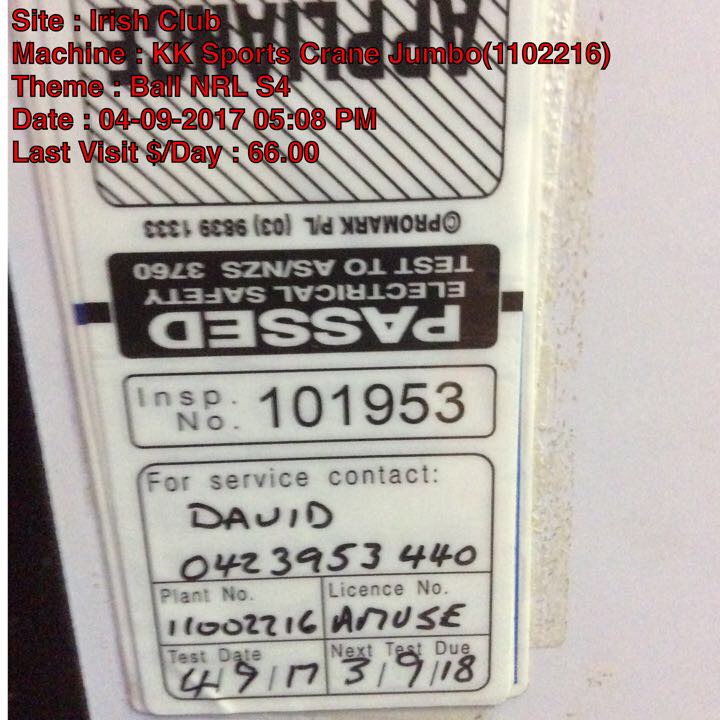 Site : Irish Club
Machine : KK Sports Crane Jumbo(1102216)
Theme : Ball NRL S4
Date : 04-09-2017 05:08 PM
Last Visit $/Day : 66.00
©PROMARK P/L (03) 9839 1333
TEST TO AS/NZS 3760
ELECTRICAL SAFETY
PASSED
Insp. No. 101953
For service contact:
DAVID
0423953 440
Plant No. Licence No.
11002216 AMUSE
Test Date Next Test Due
4/9/17 3/9/18